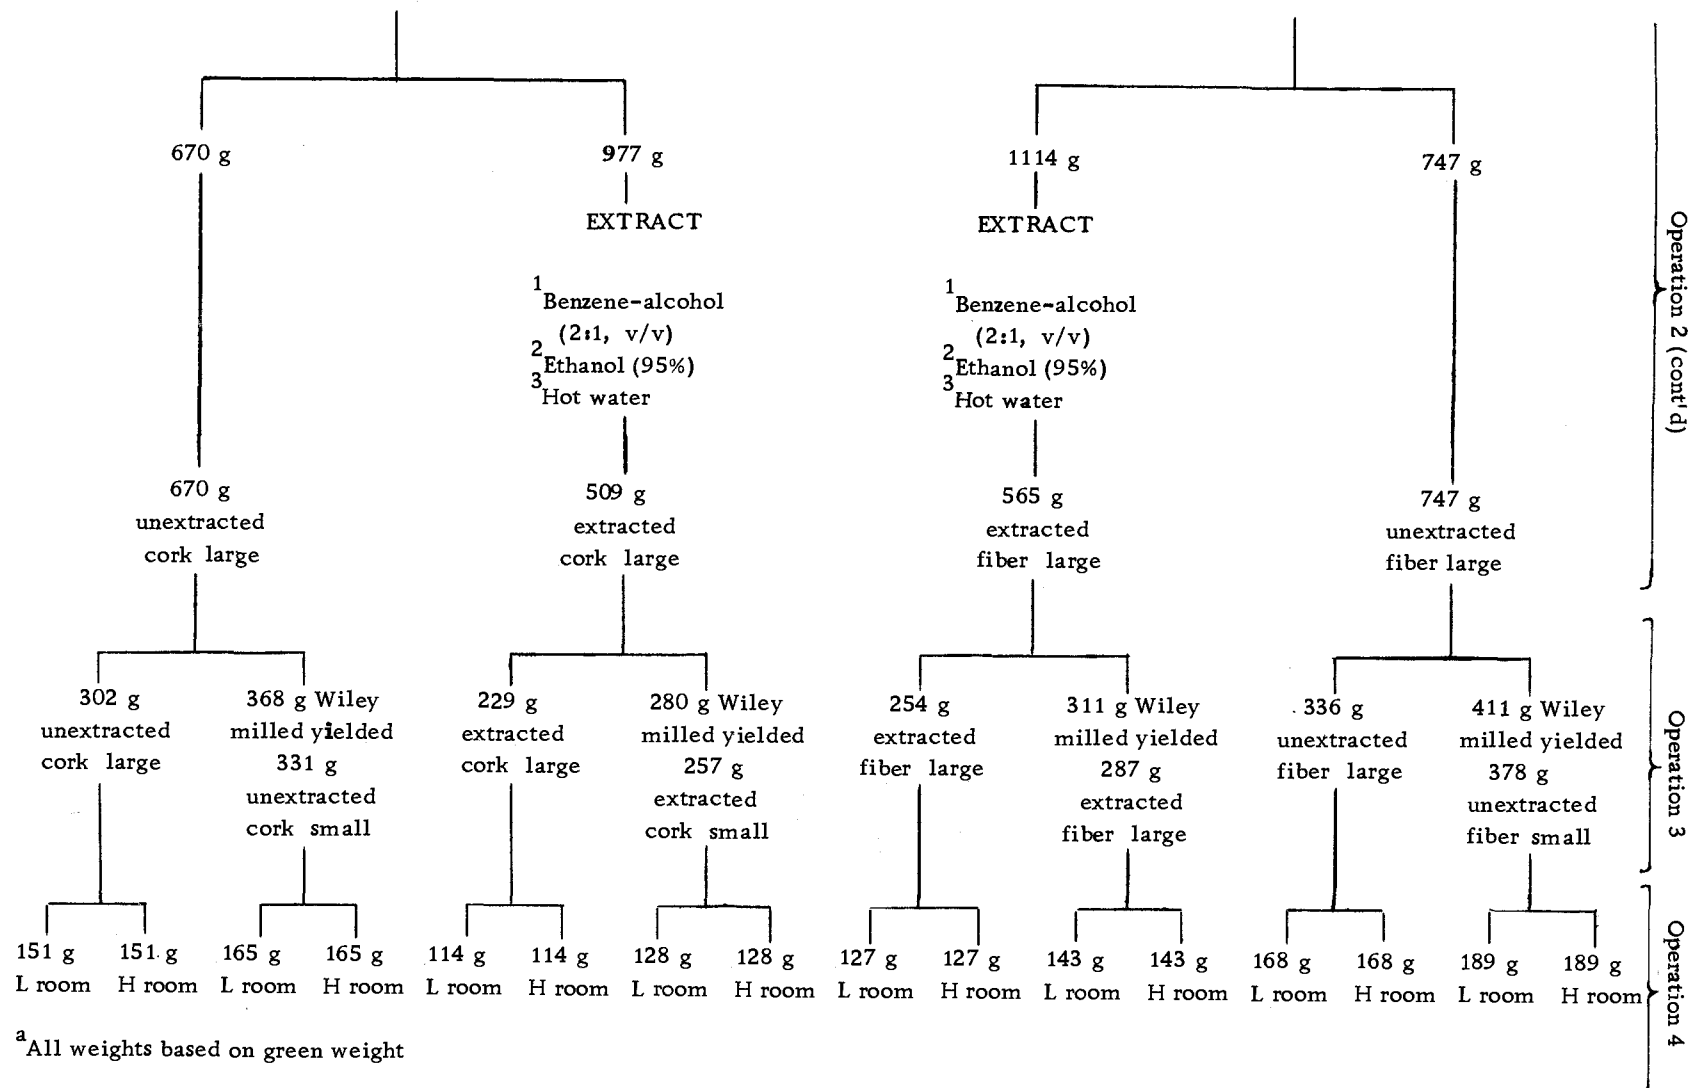 670 g
977 g
1114 g
747 g
EXTRACT
EXTRACT
1Benzene-alcohol
(2:1, v/v)
2Ethanol (95%)
3Hot water
1Benzene-alcohol
(2:1, v/v)
2Ethanol (95%)
3Hot water
670 g
unextracted
cork large
509 g
extracted
cork large
565 g
extracted
fiber large
747 g
unextracted
fiber large
Operation 2 (cont'd)
302 g
unextracted
cork large
368 g Wiley
milled yielded
331 g
unextracted
cork small
229 g
extracted
cork large
280 g Wiley
milled yielded
257 g
extracted
cork small
254 g
extracted
fiber large
311 g Wiley
milled yielded
287 g
extracted
fiber large
336 g
unextracted
fiber large
411 g Wiley
milled yielded
378 g
unextracted
fiber small
Operation 3
151 g
L room
151 g
H room
165 g
L room
165 g
H room
114 g
L room
114 g
H room
128 g
L room
128 g
H room
127 g
L room
127 g
H room
143 g
L room
143 g
H room
168 g
L room
168 g
H room
189 g
L room
189 g
H room
Operation 4
aAll weights based on green weight